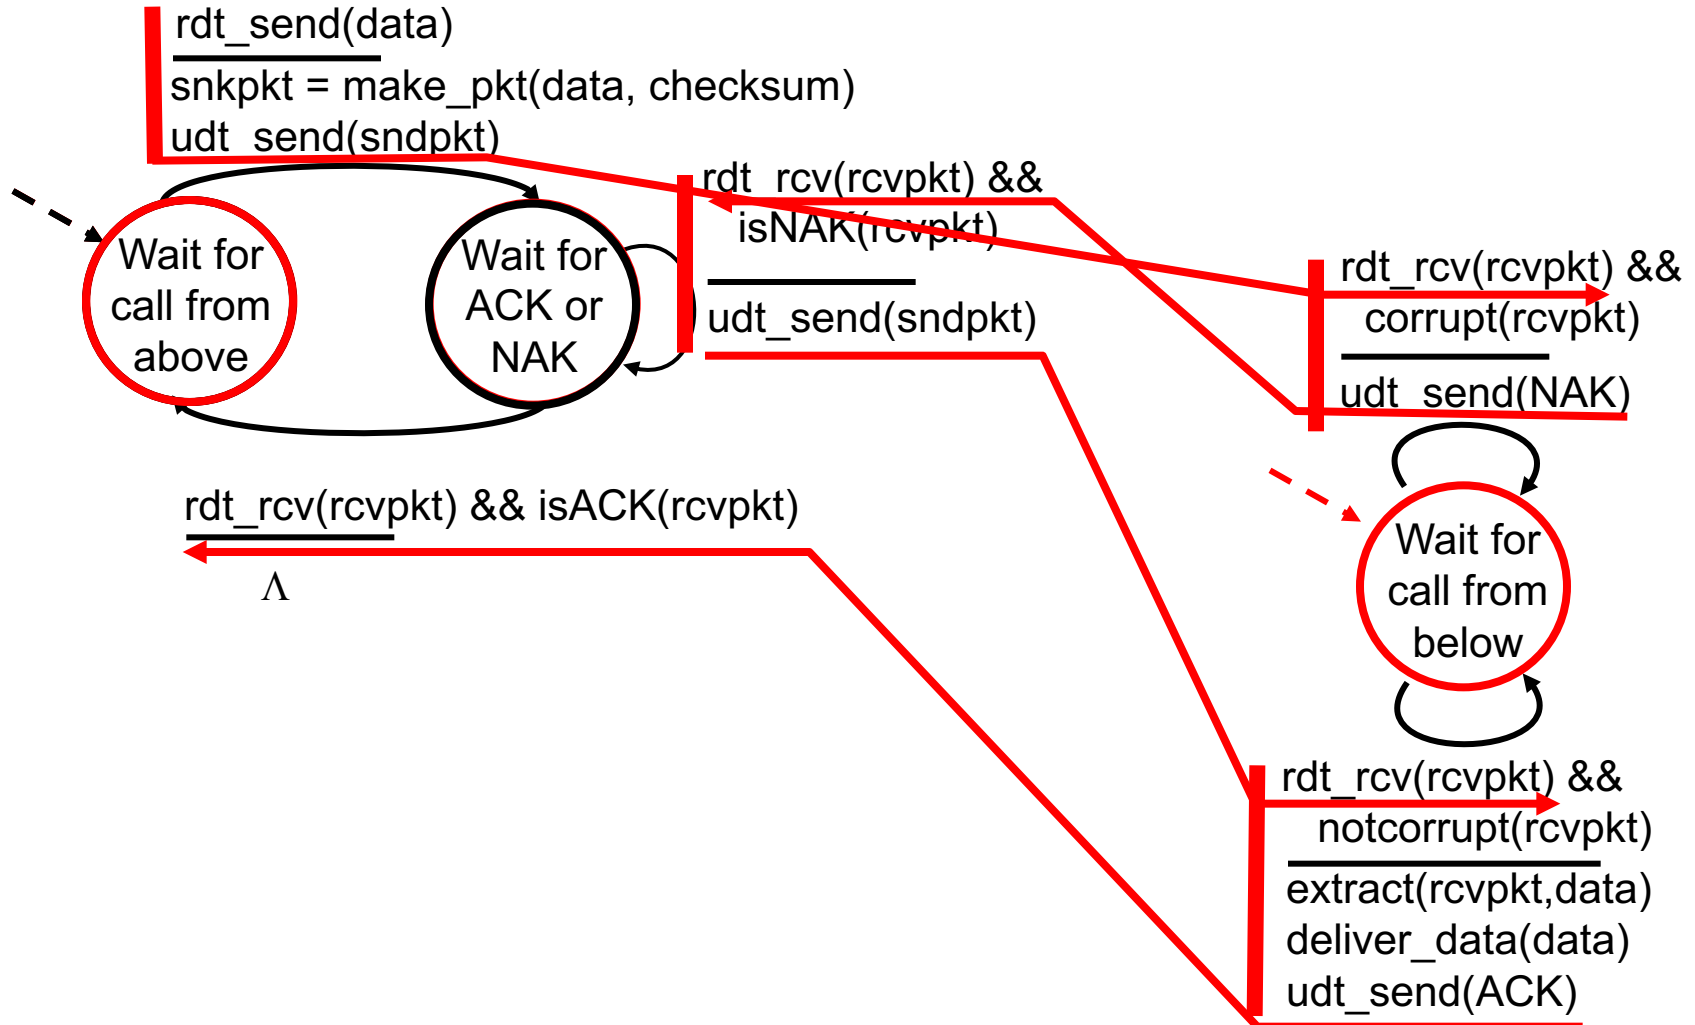 rdt_send(data)
snkpkt = make_pkt(data, checksum)
udt_send(sndpkt)
Wait for
call from
above
Wait for
ACK or
NAK
rdt_rcv(rcvpkt) &&
isNAK(rcvpkt)
udt_send(sndpkt)
rdt_rcv(rcvpkt) && isACK(rcvpkt)
Λ
rdt_rcv(rcvpkt) &&
corrupt(rcvpkt)
udt_send(NAK)
Wait for
call from
below
rdt_rcv(rcvpkt) &&
notcorrupt(rcvpkt)
extract(rcvpkt,data)
deliver_data(data)
udt_send(ACK)